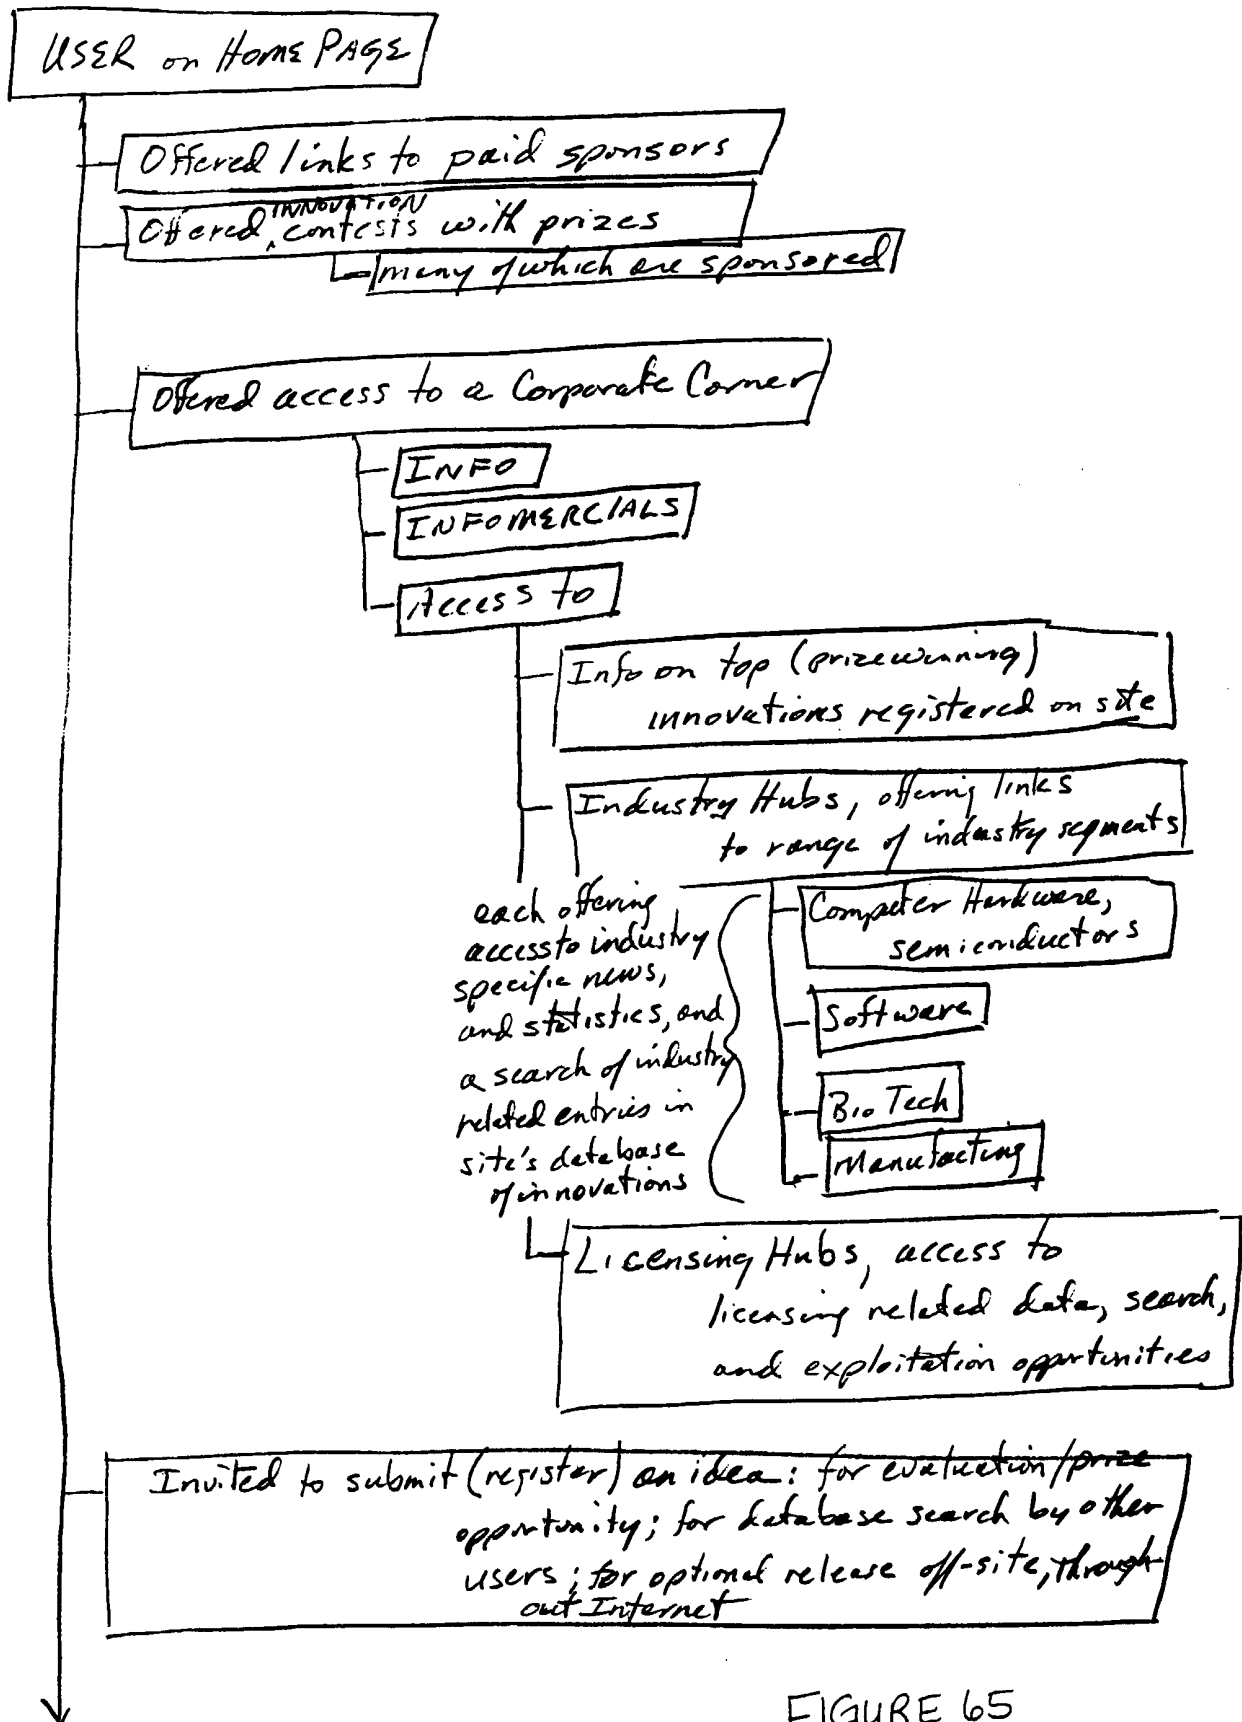 USER on HOME PAGE
Offered links to paid sponsors
INNOVATION
Offered ^ contests with prizes
many of which are sponsored
Offered access to a Corporate Corner
INFO
INFOMERCIALS
Access to
Info on top (prizewinning)
innovations registered on site
Industry Hubs, offering links
to range of industry segments
each offering
access to industry
specific news,
and statistics, and
a search of industry
related entries in
site's database
of innovations
Computer Hardware,
semiconductors
Software
BioTech
Manufacting
Licensing Hubs, access to
licensing related data, search,
and exploitation opportunities
Invited to submit (register) an idea: for evaluation/prize
opportunity; for database search by other
users; for optional release off-site, through-
out Internet
FIGURE 65